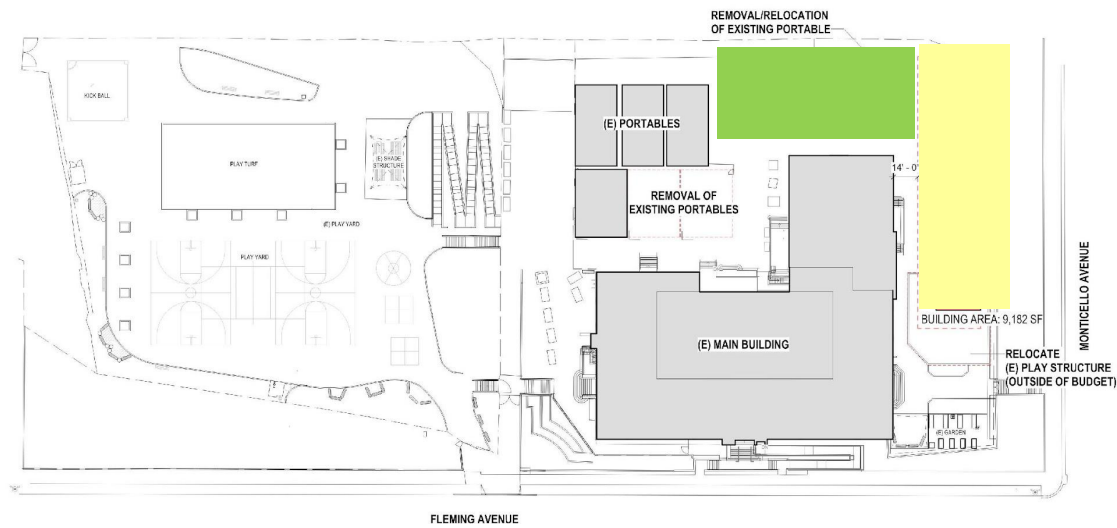 REMOVAL/RELOCATION
OF EXISTING PORTABLE
KICK BALL
(E) PORTABLES
PLAY TURF
(E) SHADE
STRUCTURE
14' - 0"
REMOVAL OF
EXISTING PORTABLES
(E) PLAY YARD
PLAY YARD
MONTICELLO AVENUE
BUILDING AREA: 9,182 SF
(E) MAIN BUILDING
RELOCATE
(E) PLAY STRUCTURE
(OUTSIDE OF BUDGET)
(E) GARDEN
FLEMING AVENUE